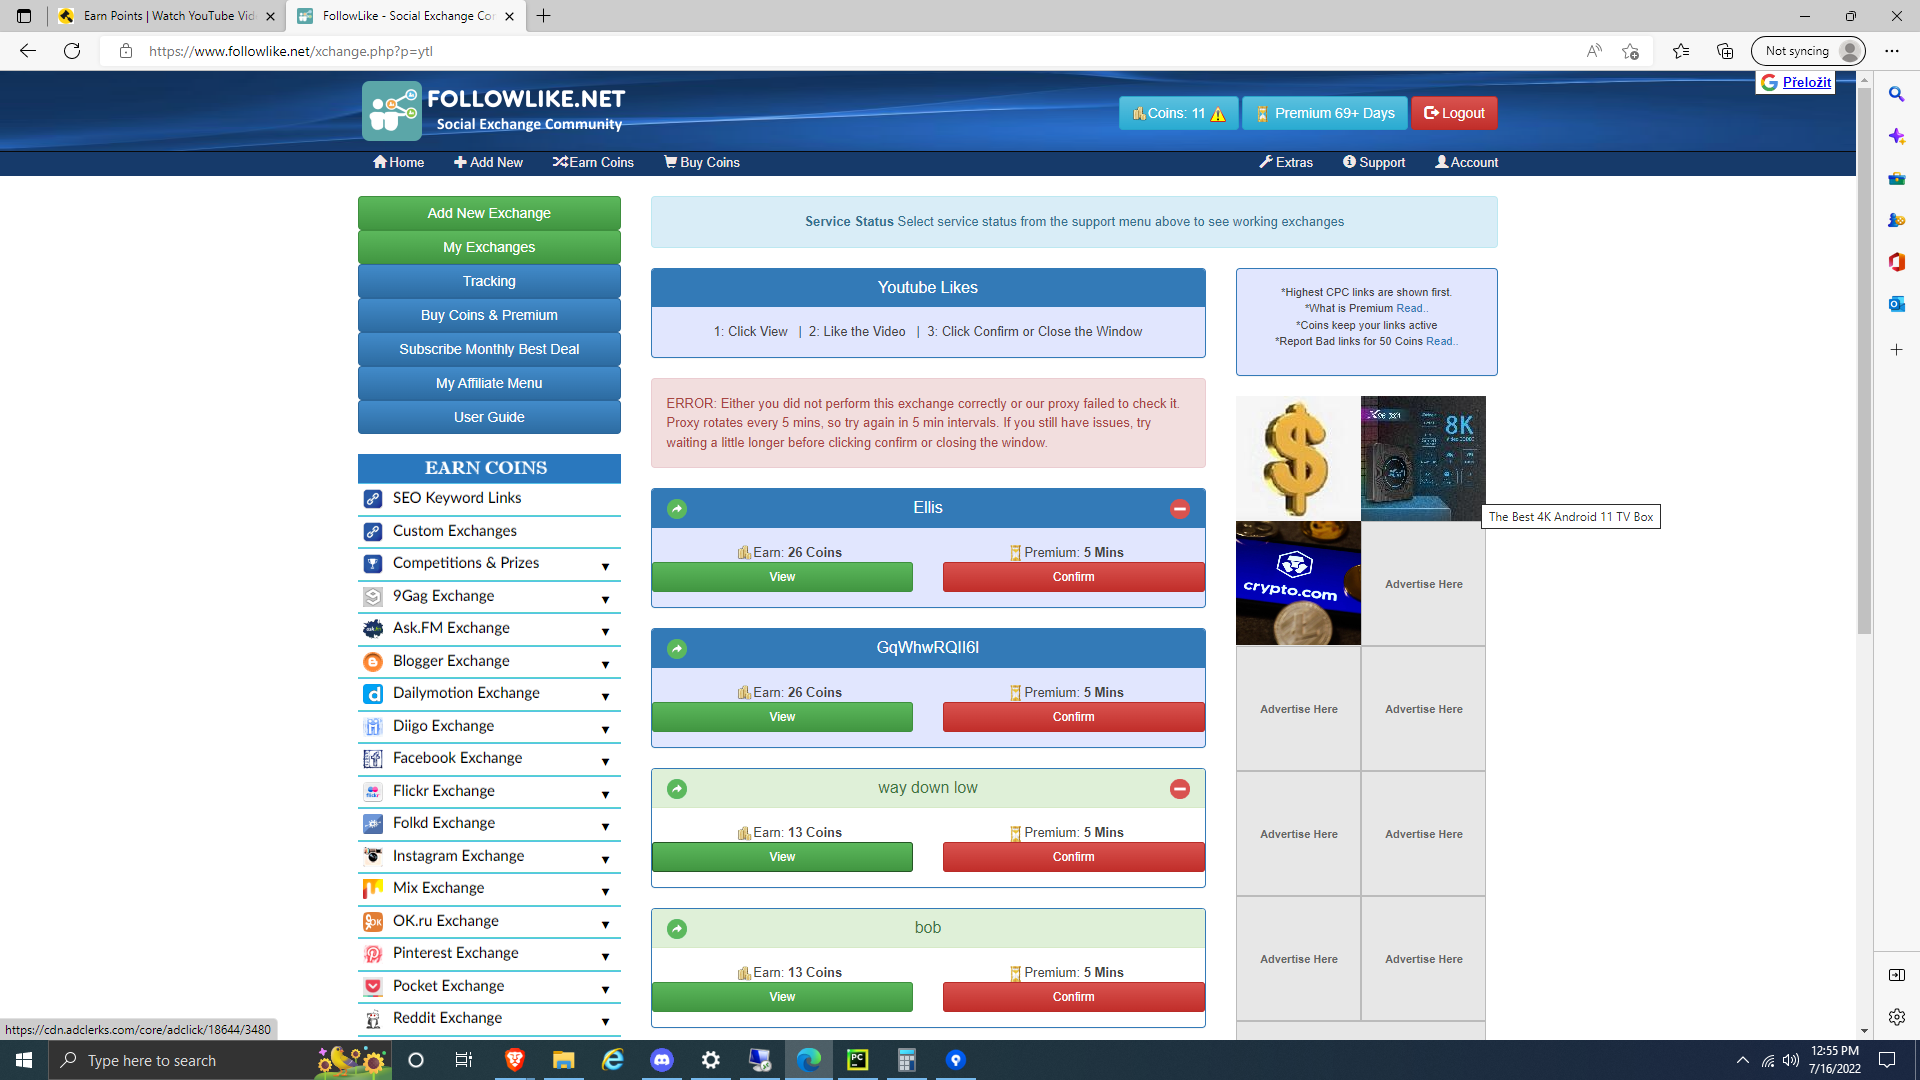 Earn Points | Watch YouTube Vid
FollowLike - Social Exchange Co
https://www.followlike.net/xchange.php?p=ytl
Not syncing
Přeložit
FOLLOWLIKE.NET
Social Exchange Community
Coins: 11
Premium 69+ Days
Logout
Home
Add New
Earn Coins
Buy Coins
Extras
Support
Account
Add New Exchange
My Exchanges
Tracking
Buy Coins & Premium
Subscribe Monthly Best Deal
My Affiliate Menu
User Guide
EARN COINS
SEO Keyword Links
Custom Exchanges
Competitions & Prizes
9Gag Exchange
Ask.FM Exchange
Blogger Exchange
Dailymotion Exchange
Diigo Exchange
Facebook Exchange
Flickr Exchange
Folkd Exchange
Instagram Exchange
Mix Exchange
OK.ru Exchange
Pinterest Exchange
Pocket Exchange
Reddit Exchange
Service Status Select service status from the support menu above to see working exchanges
Youtube Likes
1: Click View | 2: Like the Video | 3: Click Confirm or Close the Window
ERROR: Either you did not perform this exchange correctly or our proxy failed to check it.
Proxy rotates every 5 mins, so try again in 5 min intervals. If you still have issues, try
waiting a little longer before clicking confirm or closing the window.
Ellis
Earn: 26 Coins
Premium: 5 Mins
View
Confirm
GqWhwRQII6I
Earn: 26 Coins
Premium: 5 Mins
View
Confirm
way down low
Earn: 13 Coins
Premium: 5 Mins
View
Confirm
bob
Earn: 13 Coins
Premium: 5 Mins
View
Confirm
*Highest CPC links are shown first.
*What is Premium Read..
*Coins keep your links active
*Report Bad links for 50 Coins Read..
8K
The Best 4K Android 11 TV Box
crypto.com
Advertise Here
Advertise Here
Advertise Here
Advertise Here
Advertise Here
Advertise Here
Advertise Here
https://cdn.adclerks.com/core/adclick/18644/3480
Type here to search
12:55 PM
7/16/2022